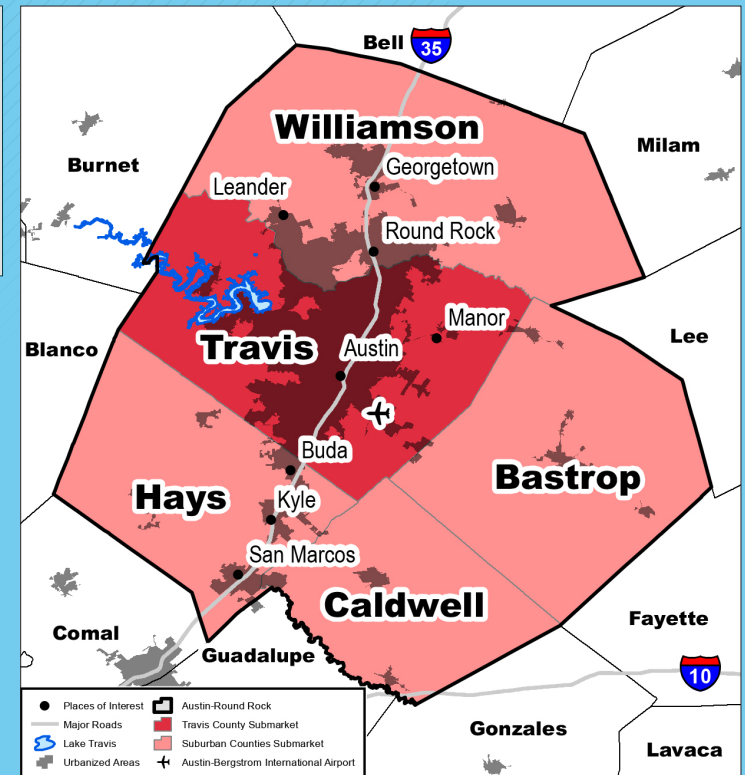 Bell
35
Williamson
Milam
Burnet
Georgetown
Leander
Round Rock
Manor
Lee
Blanco
Travis
Austin
Buda
Bastrop
Hays
Kyle
San Marcos
Caldwell
Fayette
Comal
Guadalupe
10
Gonzales
Lavaca
Places of Interest
Austin-Round Rock
Major Roads
Travis County Submarket
Lake Travis
Suburban Counties Submarket
Urbanized Areas
Austin-Bergstrom International Airport